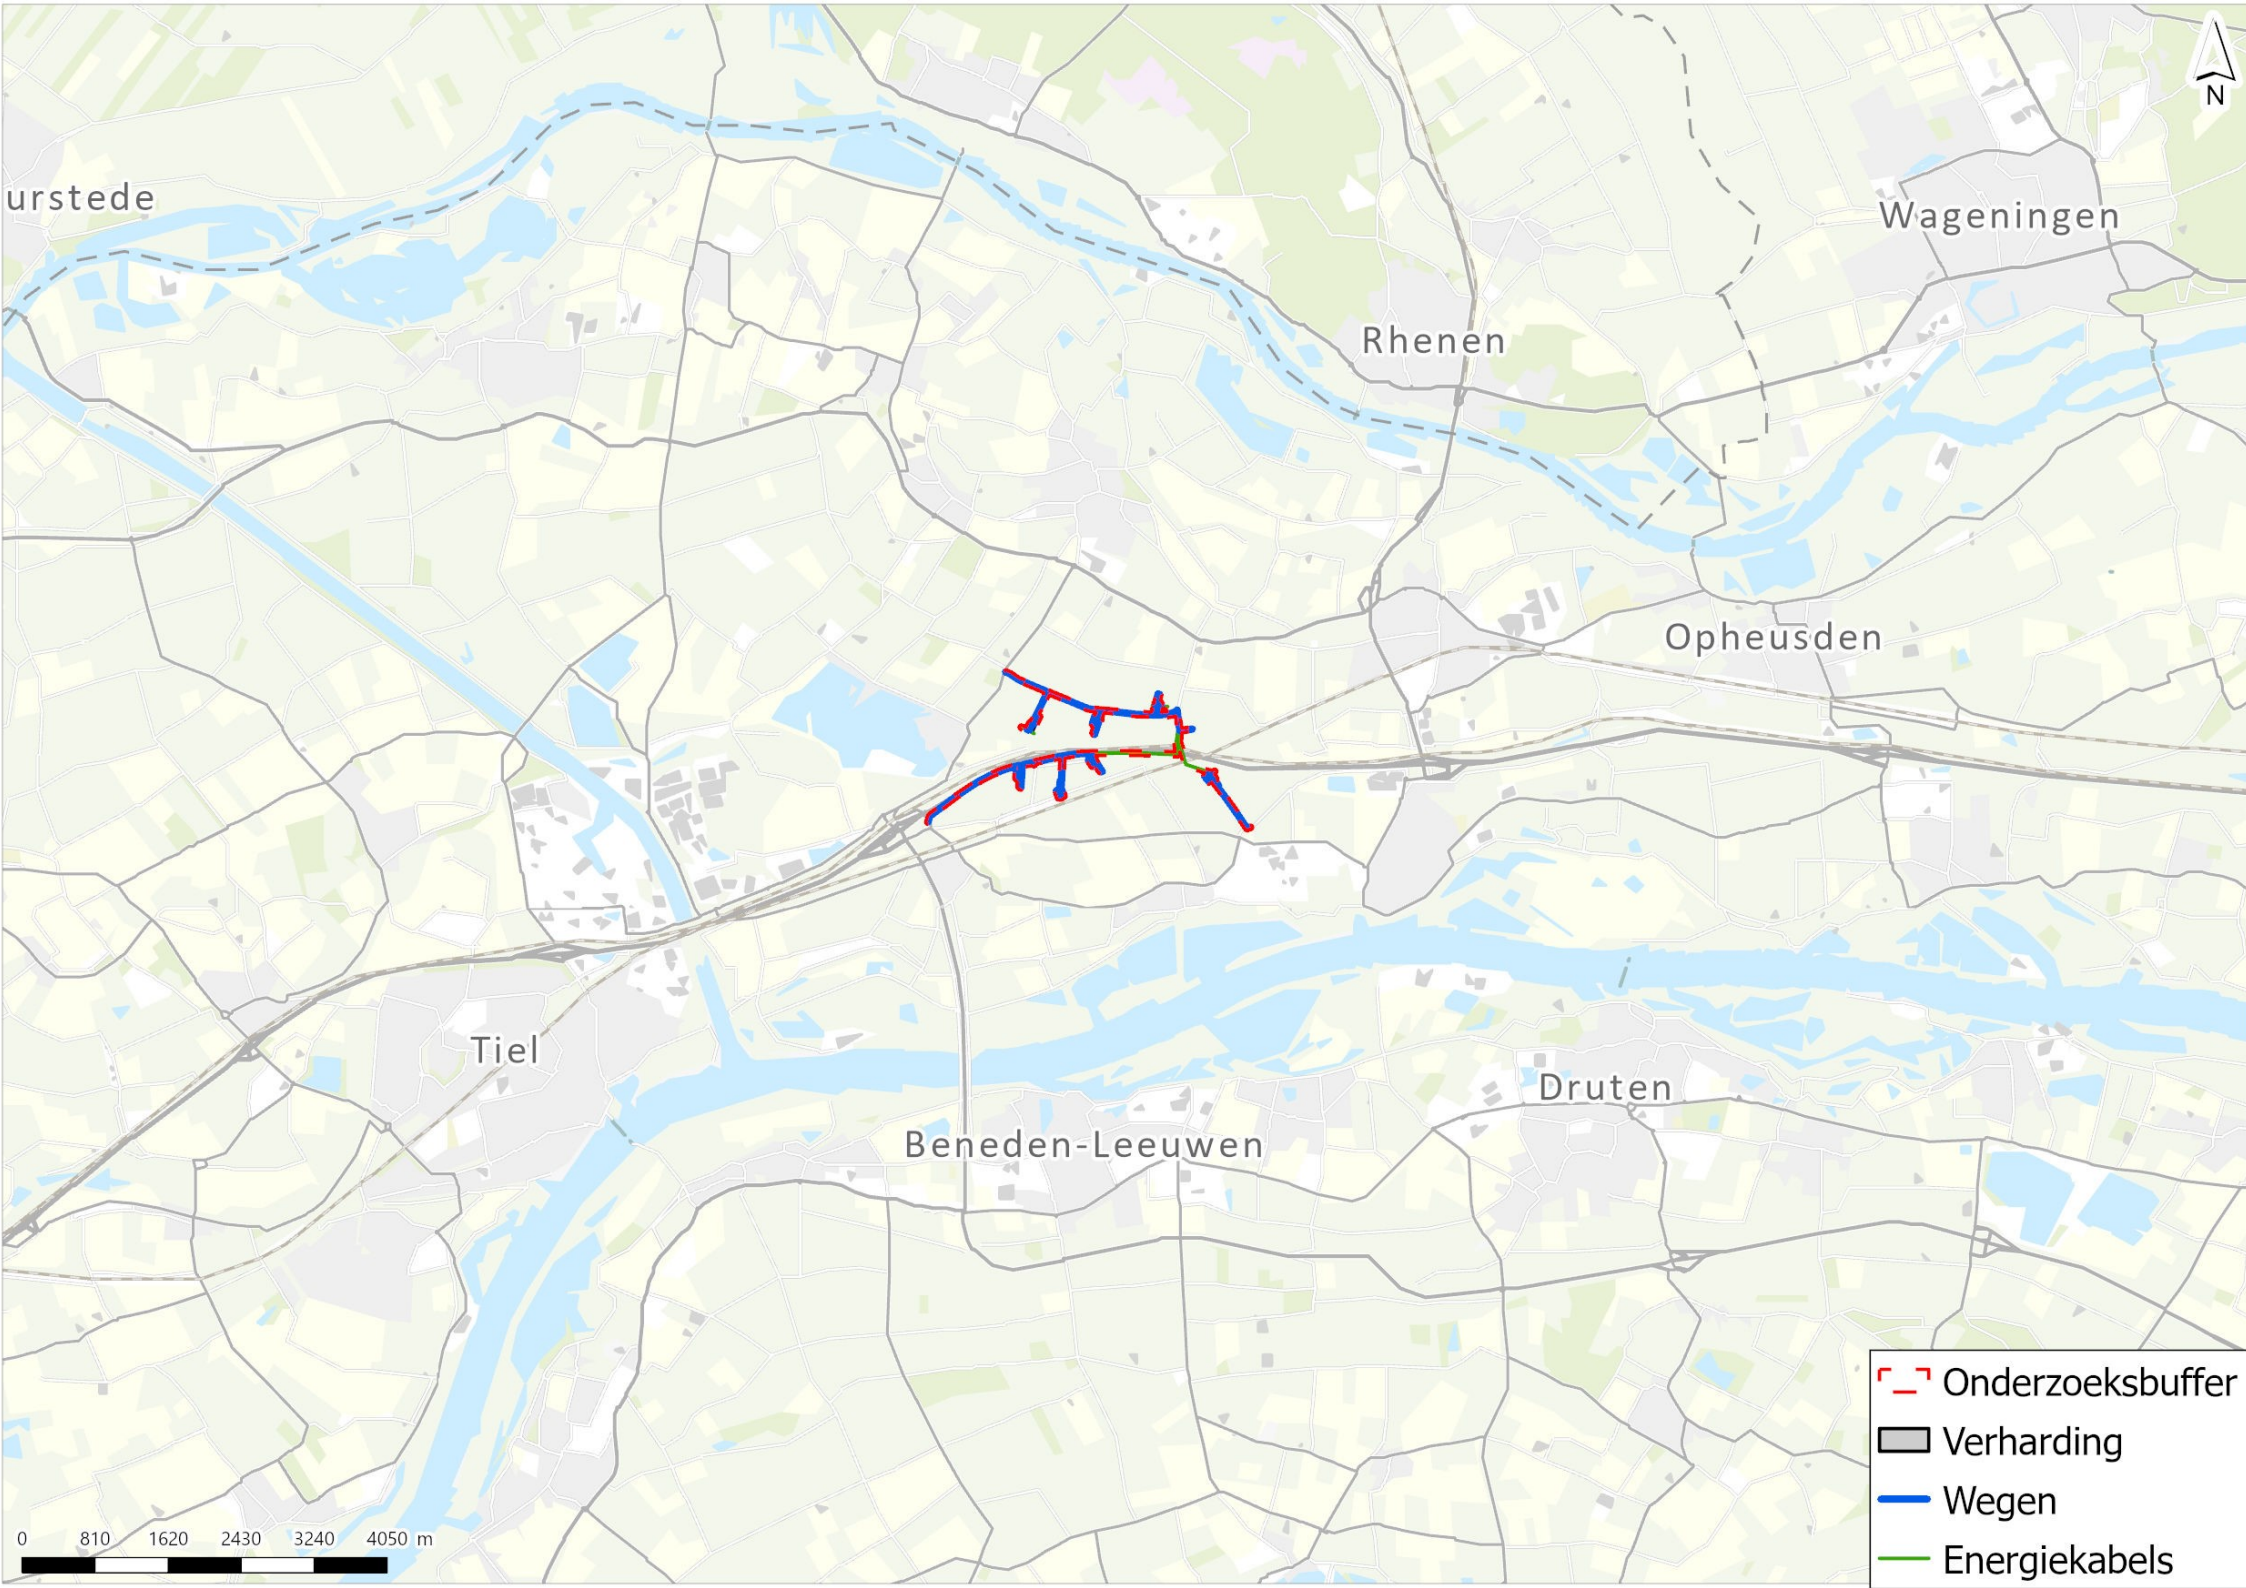 N
urstede
Wageningen
Rhenen
Opheusden
Tiel
Druten
Beneden-Leeuwen
Onderzoeksbuffer
Verharding
Wegen
Energiekabels
0 810 1620 2430 3240 4050 m